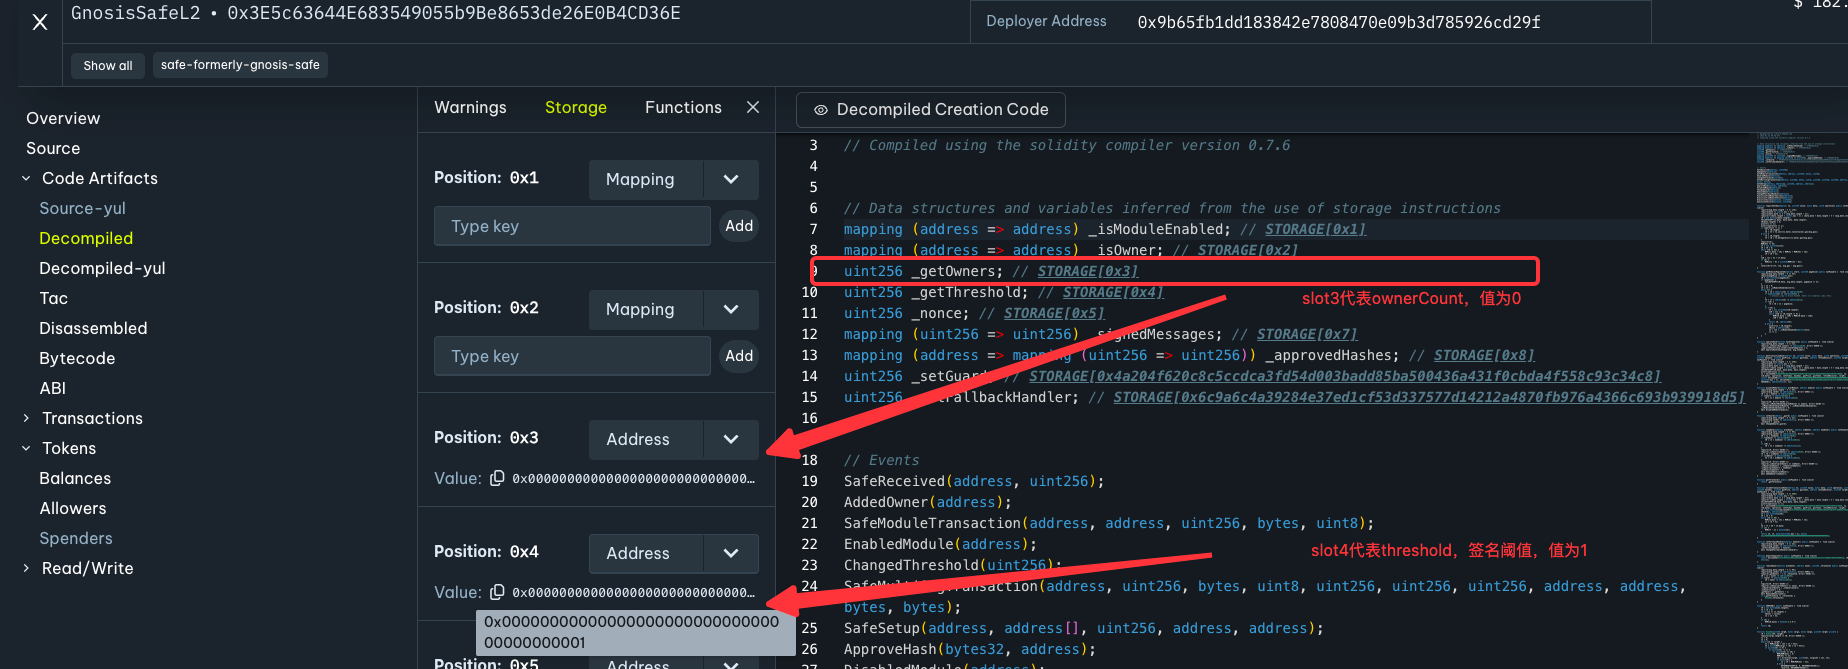 GnosisSafeL2 • 0x3E5c63644E683549055b9Be8653de26E0B4CD36E
Deployer Address 0x9b65fb1dd183842e7808470e09b3d785926cd29f
$ 182.
Show all
safe-formerly-gnosis-safe
Overview
Source
Code Artifacts
Source-yul
Decompiled
Decompiled-yul
Tac
Disassembled
Bytecode
ABI
Transactions
Tokens
Balances
Allowers
Spenders
Read/Write
Warnings Storage Functions
Position: 0x1 Mapping
Type key Add
Position: 0x2 Mapping
Type key Add
Position: 0x3 Address
Value: 0x00000000000000000000000000…
Position: 0x4 Address
Value: 0x00000000000000000000000000…
0x00000000000000000000000000000
00000000000001
Position: 0x5 Address
Decompiled Creation Code
3 // Compiled using the solidity compiler version 0.7.6
4
5
6 // Data structures and variables inferred from the use of storage instructions
7 mapping (address => address) _isModuleEnabled; // STORAGE[0x1]
8 mapping (address => address) _isOwner; // STORAGE[0x2]
9 uint256 _getOwners; // STORAGE[0x3]
10 uint256 _getThreshold; // STORAGE[0x4]
slot3代表ownerCount，值为0
11 uint256 _nonce; // STORAGE[0x5]
12 mapping (uint256 => uint256) _signedMessages; // STORAGE[0x7]
13 mapping (address => mapping (uint256 => uint256)) _approvedHashes; // STORAGE[0x8]
14 uint256 _setGuard; // STORAGE[0x4a204f620c8c5ccdca3fd54d003badd85ba500436a431f0cbda4f558c93c34c8]
15 uint256 allbackHandler; // STORAGE[0x6c9a6c4a39284e37ed1cf53d337577d14212a4870fb976a4366c693b939918d5]
16
18 // Events
19 SafeReceived(address, uint256);
20 AddedOwner(address);
21 SafeModuleTransaction(address, address, uint256, bytes, uint8);
22 EnabledModule(address);
slot4代表threshold，签名阈值，值为1
23 ChangedThreshold(uint256);
24 SafeMultiSigTransaction(address, uint256, bytes, uint8, uint256, uint256, uint256, address, address,
bytes, bytes);
25 SafeSetup(address, address[], uint256, address, address);
26 ApproveHash(bytes32, address);
27 DisabledModule(address);